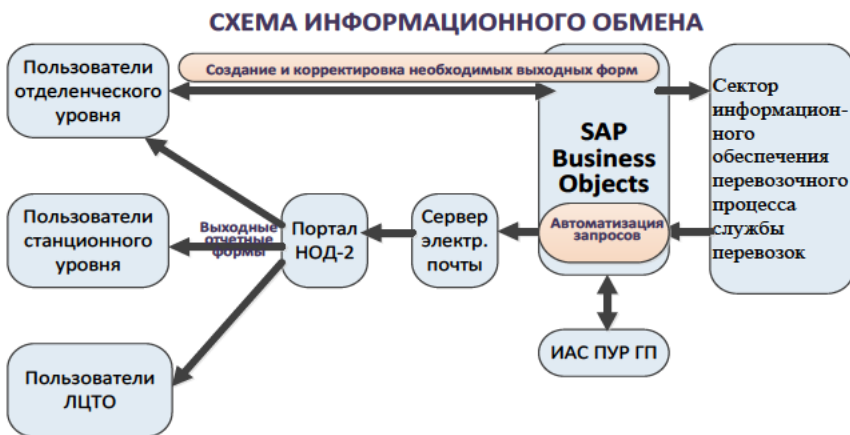 СХЕМА ИНФОРМАЦИОННОГО ОБМЕНА
Пользователи
отделенческого
уровня
Создание и корректировка необходимых выходных форм
SAP
Business
Objects
Сектор
информацион-
ного
обеспечения
перевозочного
процесса
службы
перевозок
Пользователи
станционного
уровня
Выходные
отчетные
формы
Портал
НОД-2
Сервер
электр.
почты
Автоматизация
запросов
ИАС ПУР ГП
Пользователи
ЛЦТО